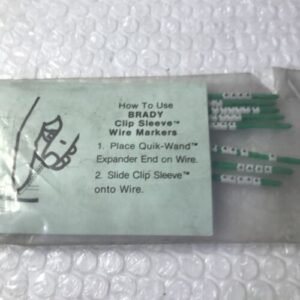 How To Use
BRADY
Clip Sleeve™
Wire Markers
1. Place Quik-Wand™
Expander End on Wire.
2. Slide Clip Sleeve™
onto Wire.